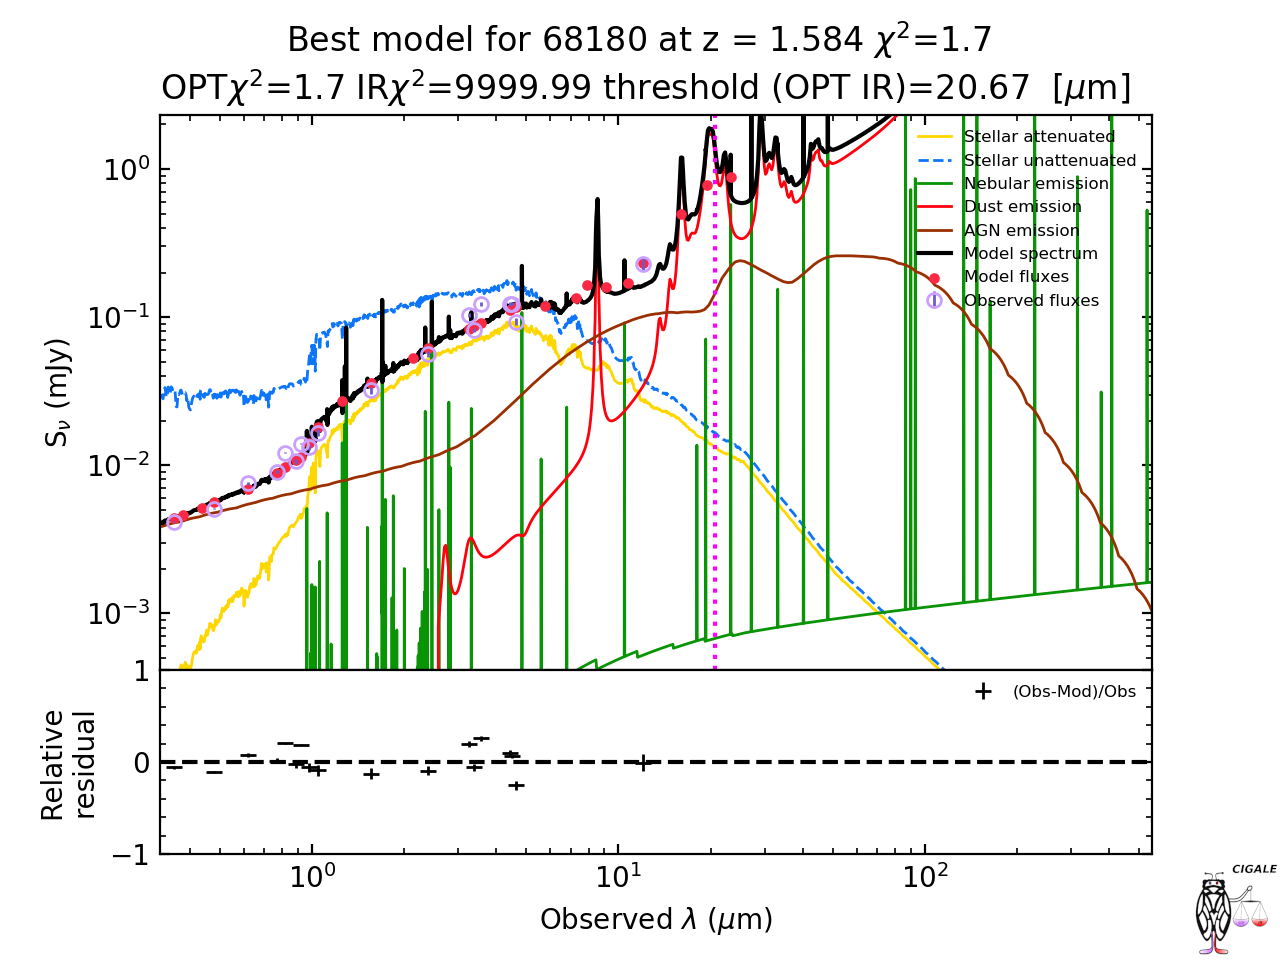 Best model for 68180 at z = 1.584 χ²=1.7
OPTχ²=1.7 IRχ²=9999.99 threshold (OPT IR)=20.67 [μm]
Stellar attenuated
Stellar unattenuated
Nebular emission
Dust emission
AGN emission
Model spectrum
Model fluxes
Observed fluxes
S_ν (mJy)
10⁰
10⁻¹
10⁻²
10⁻³
(Obs-Mod)/Obs
Relative
residual
1
0
−1
10⁰ 10¹ 10²
Observed λ (μm)
CIGALE